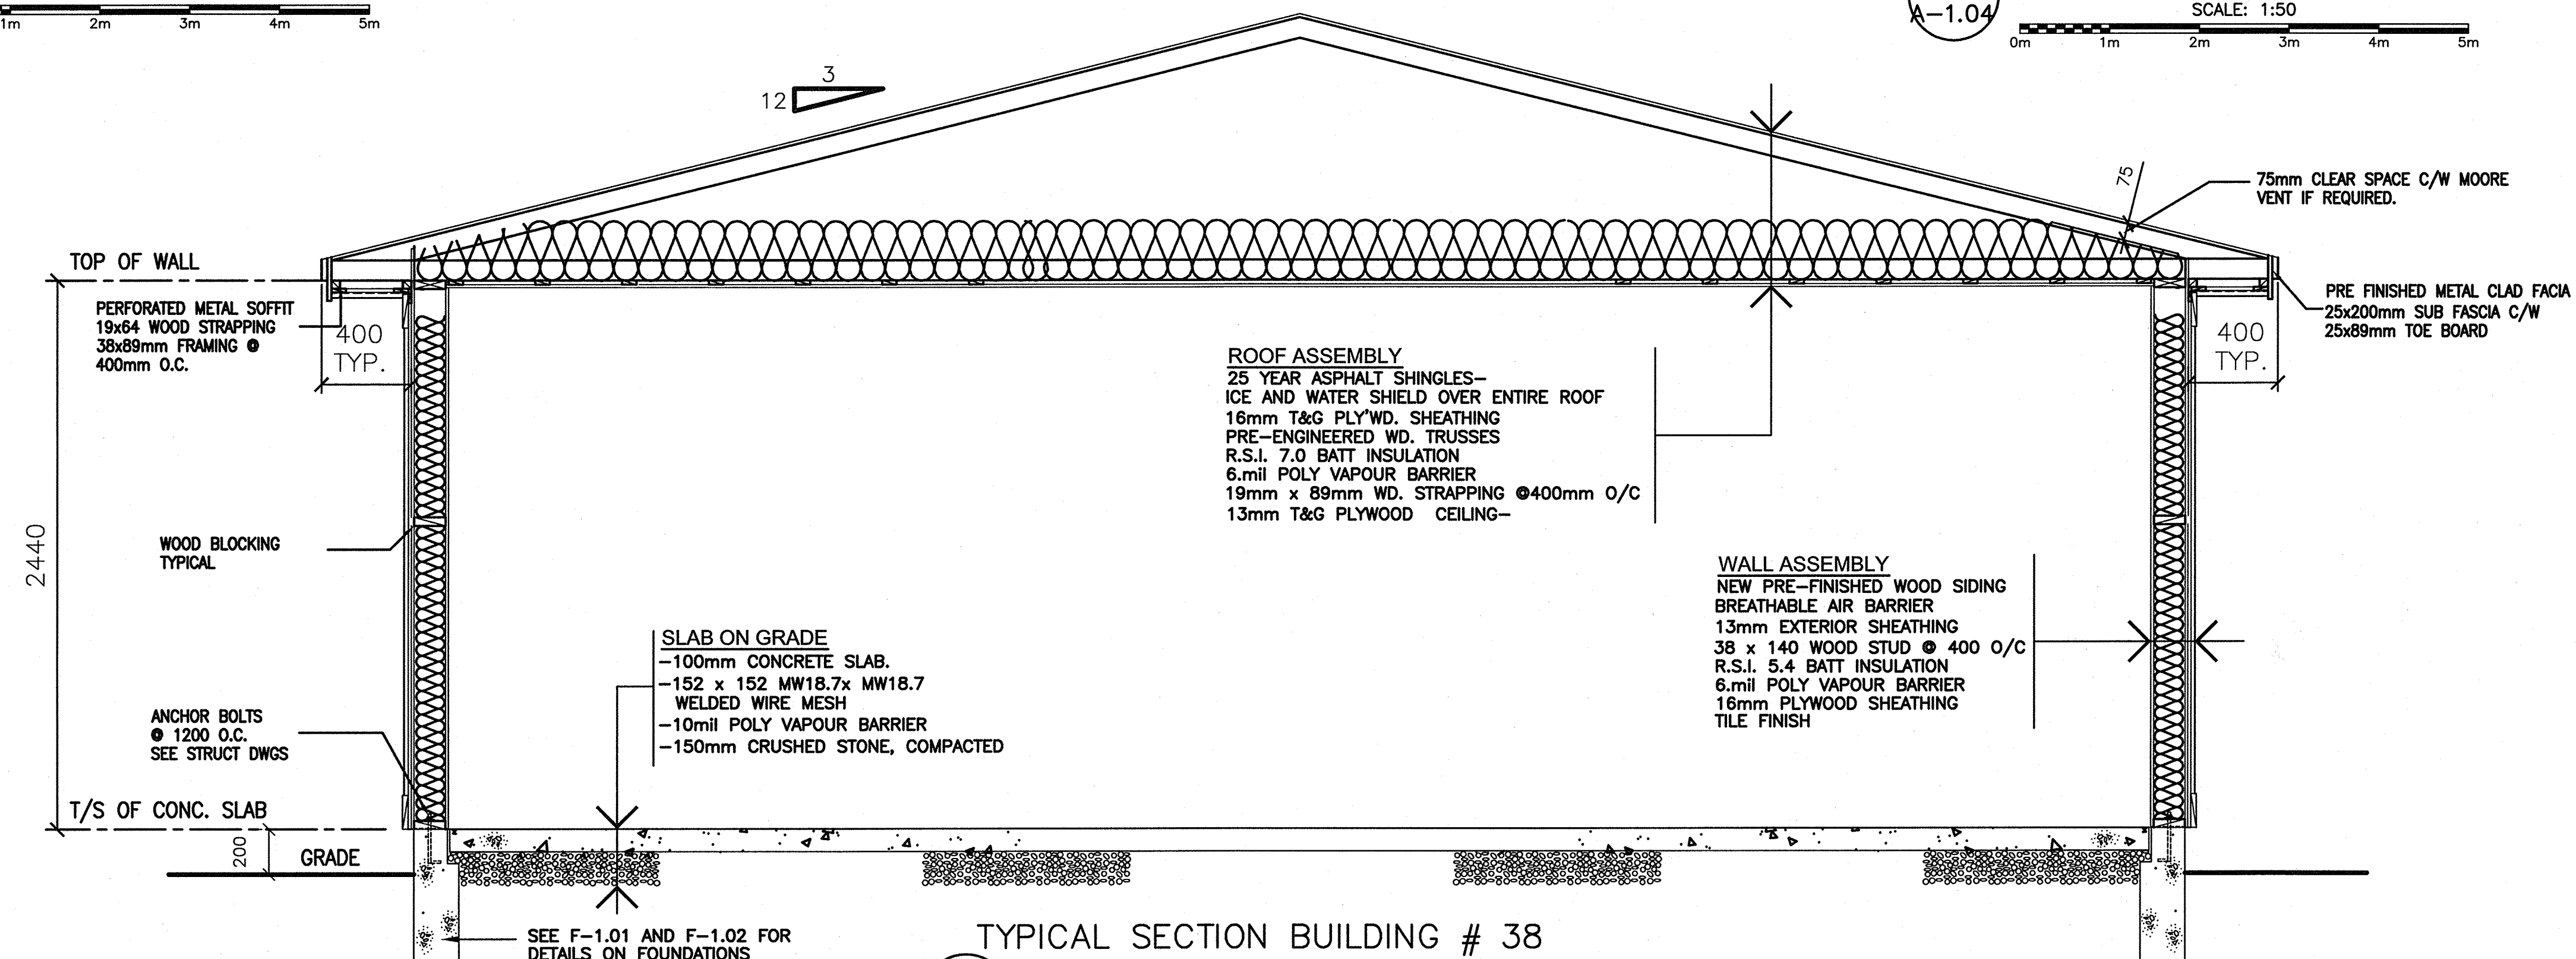 1m 2m 3m 4m 5m
A-1.04
SCALE: 1:50
0m 1m 2m 3m 4m 5m
3
12
75
75mm CLEAR SPACE C/W MOORE
VENT IF REQUIRED.
TOP OF WALL
PERFORATED METAL SOFFIT
19x64 WOOD STRAPPING
38x89mm FRAMING @
400mm O.C.
400
TYP.
PRE FINISHED METAL CLAD FACIA
25x200mm SUB FASCIA C/W
25x89mm TOE BOARD
400
TYP.
ROOF ASSEMBLY
25 YEAR ASPHALT SHINGLES-
ICE AND WATER SHIELD OVER ENTIRE ROOF
16mm T&G PLY'WD. SHEATHING
PRE-ENGINEERED WD. TRUSSES
R.S.I. 7.0 BATT INSULATION
6.mil POLY VAPOUR BARRIER
19mm x 89mm WD. STRAPPING @400mm O/C
13mm T&G PLYWOOD CEILING-
2440
WOOD BLOCKING
TYPICAL
WALL ASSEMBLY
NEW PRE-FINISHED WOOD SIDING
BREATHABLE AIR BARRIER
13mm EXTERIOR SHEATHING
38 x 140 WOOD STUD @ 400 O/C
R.S.I. 5.4 BATT INSULATION
6.mil POLY VAPOUR BARRIER
16mm PLYWOOD SHEATHING
TILE FINISH
SLAB ON GRADE
-100mm CONCRETE SLAB.
-152 x 152 MW18.7x MW18.7
WELDED WIRE MESH
-10mil POLY VAPOUR BARRIER
-150mm CRUSHED STONE, COMPACTED
ANCHOR BOLTS
@ 1200 O.C.
SEE STRUCT DWGS
T/S OF CONC. SLAB
200
GRADE
SEE F-1.01 AND F-1.02 FOR
DETAILS ON FOUNDATIONS
TYPICAL SECTION BUILDING # 38